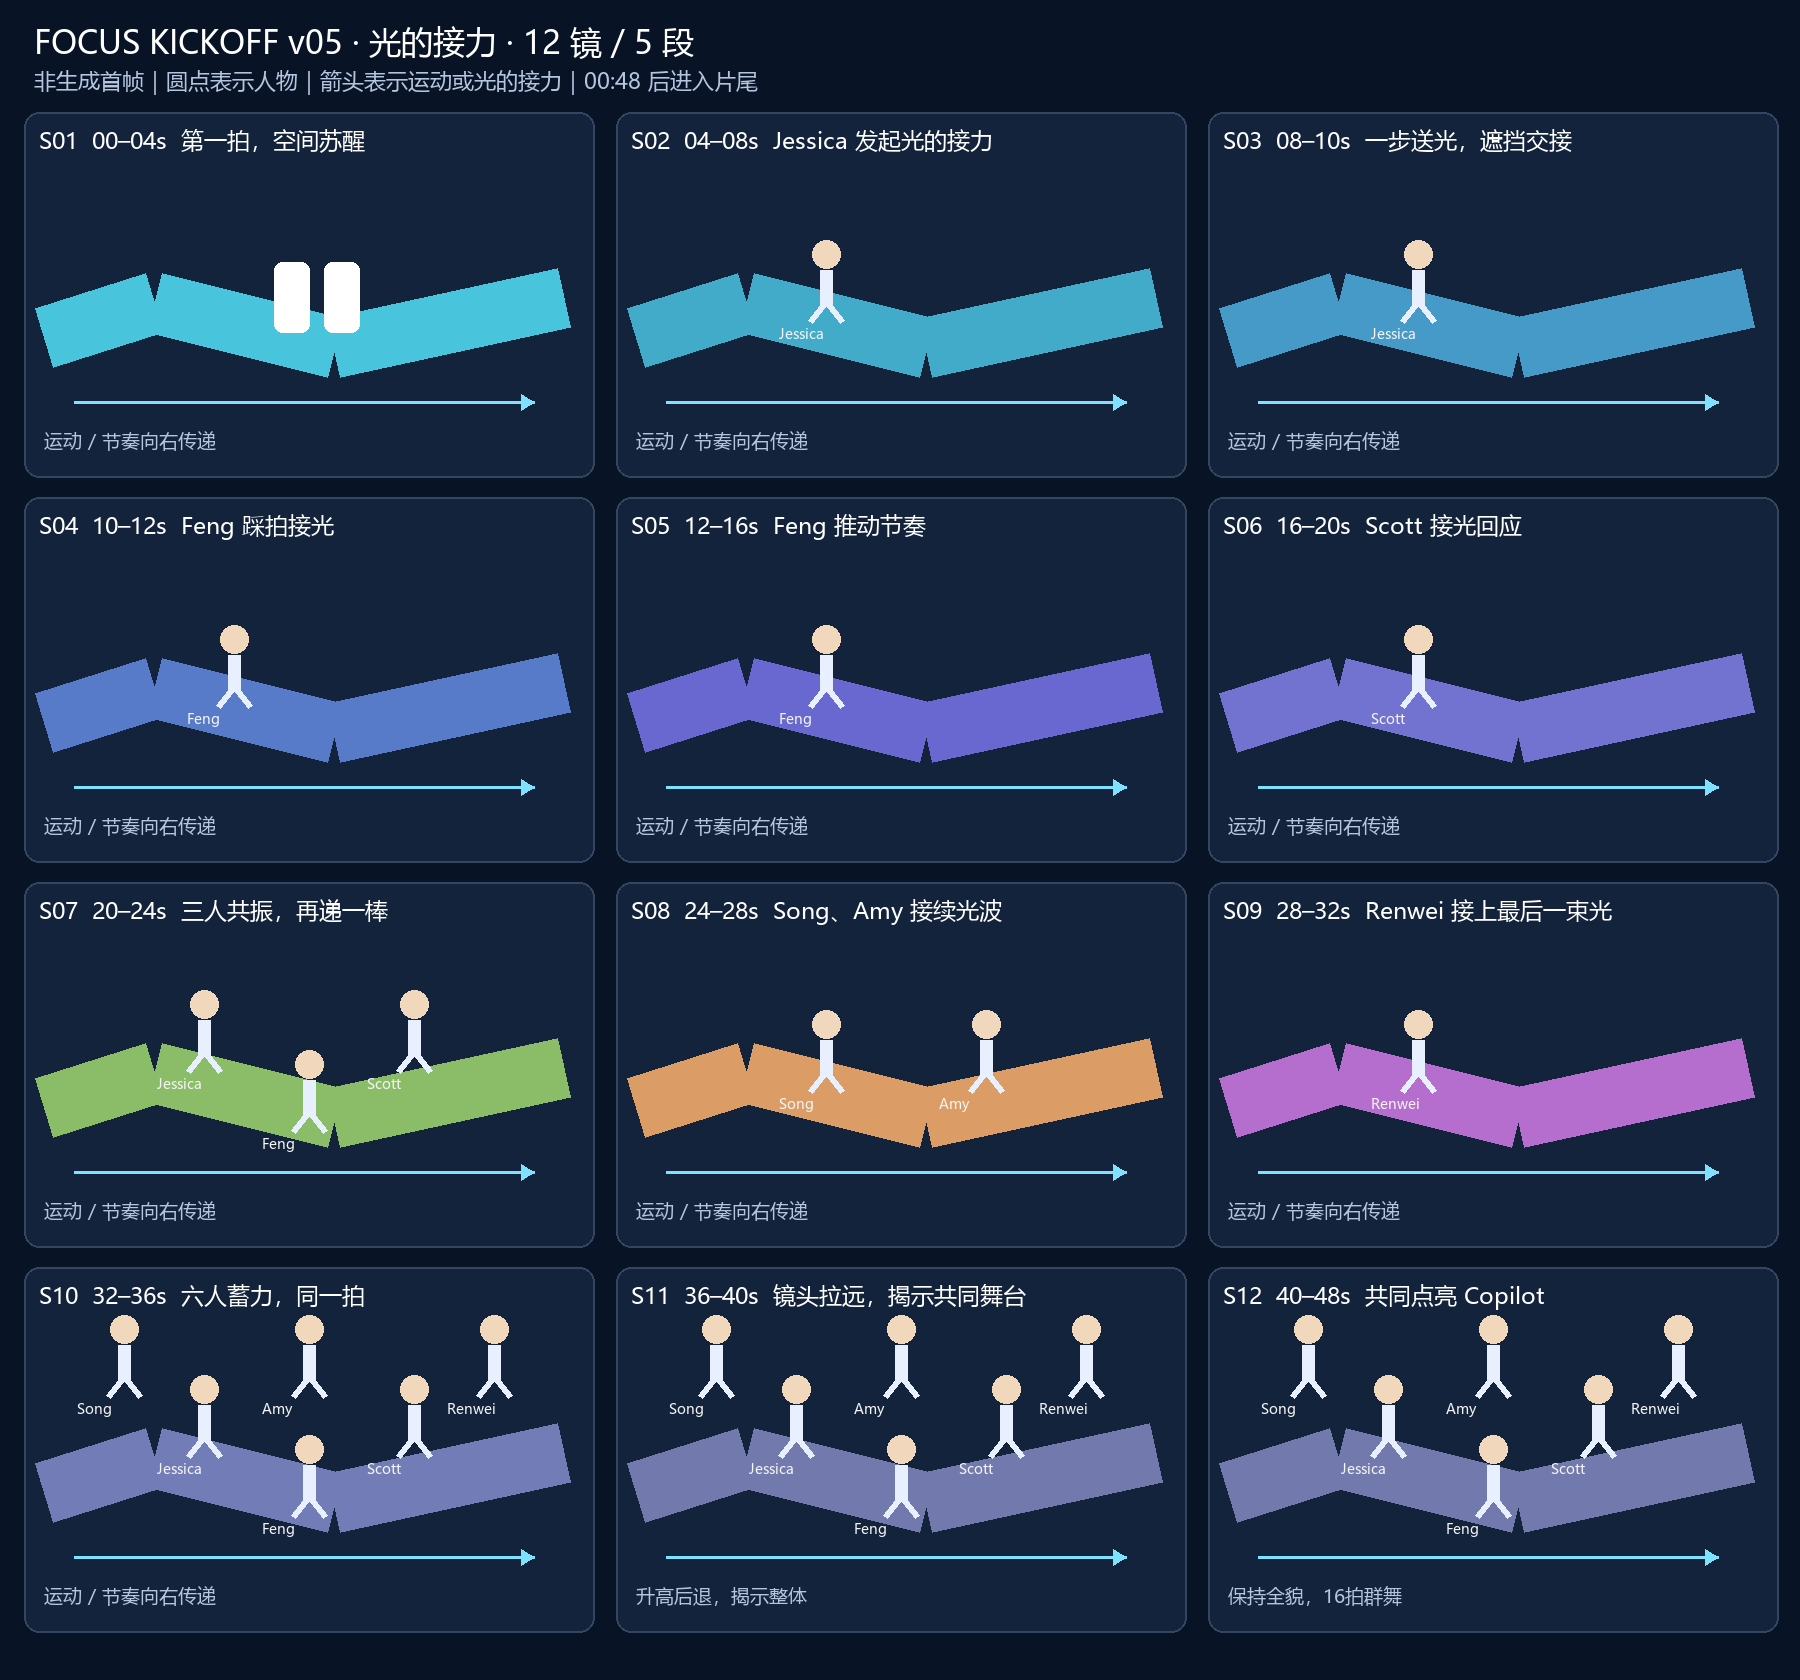 FOCUS KICKOFF v05 · 光的接力 · 12 镜 / 5 段
非生成首帧 | 圆点表示人物 | 箭头表示运动或光的接力 | 00:48 后进入片尾
S01 00–04s 第一拍，空间苏醒
运动 / 节奏向右传递
S02 04–08s Jessica 发起光的接力
Jessica
运动 / 节奏向右传递
S03 08–10s 一步送光，遮挡交接
Jessica
运动 / 节奏向右传递
S04 10–12s Feng 踩拍接光
Feng
运动 / 节奏向右传递
S05 12–16s Feng 推动节奏
Feng
运动 / 节奏向右传递
S06 16–20s Scott 接光回应
Scott
运动 / 节奏向右传递
S07 20–24s 三人共振，再递一棒
Jessica
Scott
Feng
运动 / 节奏向右传递
S08 24–28s Song、Amy 接续光波
Song
Amy
运动 / 节奏向右传递
S09 28–32s Renwei 接上最后一束光
Renwei
运动 / 节奏向右传递
S10 32–36s 六人蓄力，同一拍
Song
Amy
Renwei
Jessica
Scott
Feng
运动 / 节奏向右传递
S11 36–40s 镜头拉远，揭示共同舞台
Song
Amy
Renwei
Jessica
Scott
Feng
升高后退，揭示整体
S12 40–48s 共同点亮 Copilot
Song
Amy
Renwei
Jessica
Scott
Feng
保持全貌，16拍群舞